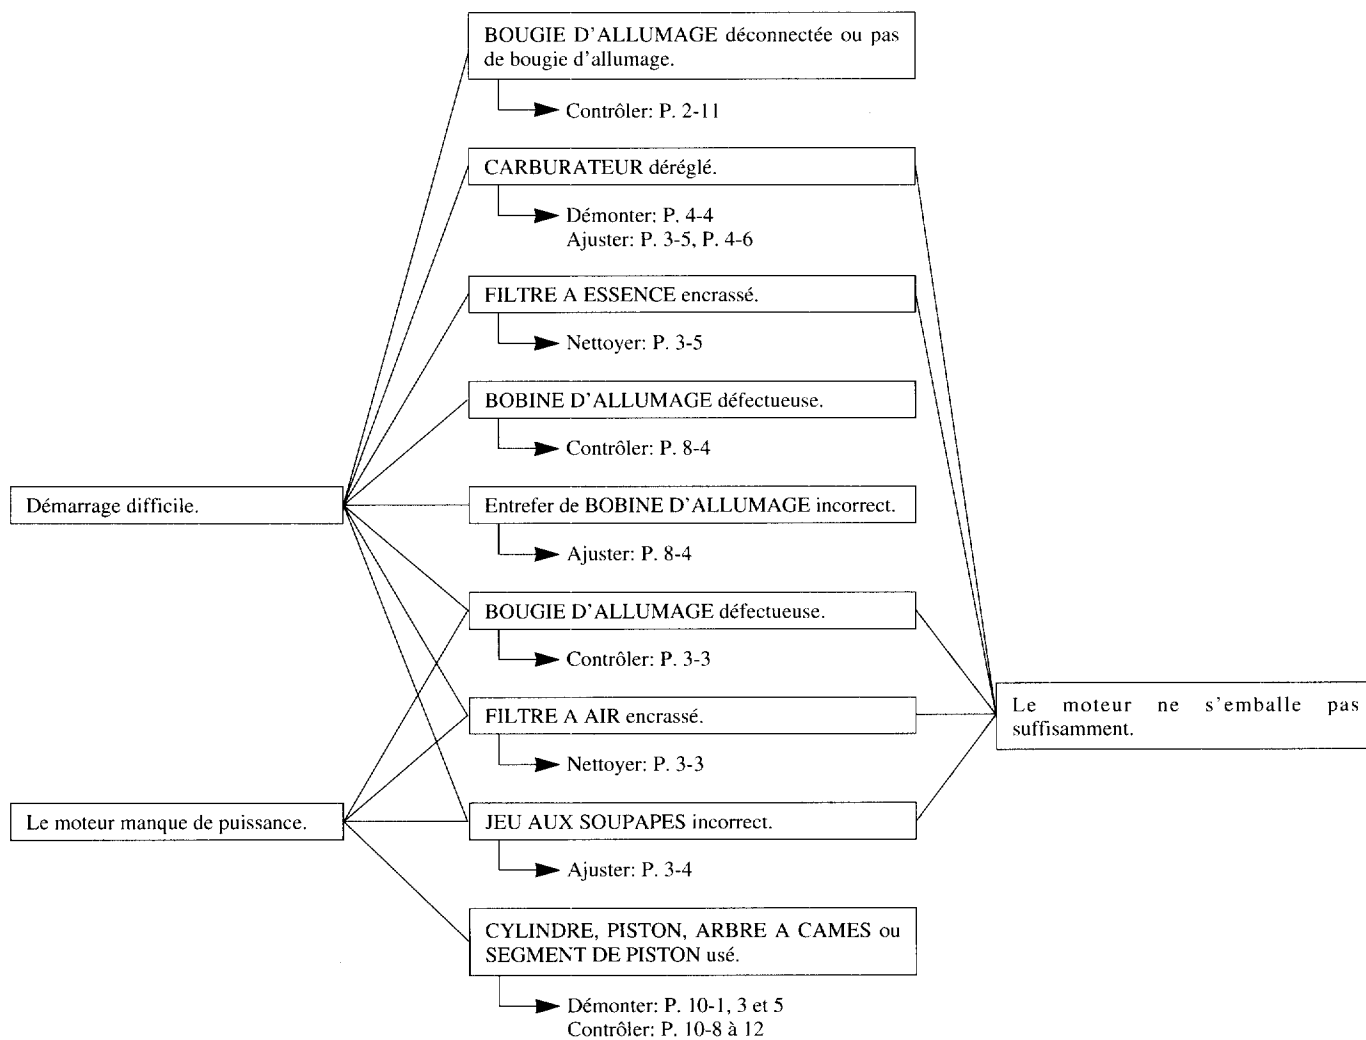 BOUGIE D'ALLUMAGE déconnectée ou pas
de bougie d'allumage.
Contrôler: P. 2-11
CARBURATEUR déréglé.
Démonter: P. 4-4
Ajuster: P. 3-5, P. 4-6
FILTRE A ESSENCE encrassé.
Nettoyer: P. 3-5
BOBINE D'ALLUMAGE défectueuse.
Contrôler: P. 8-4
Démarrage difficile.
Entrefer de BOBINE D'ALLUMAGE incorrect.
Ajuster: P. 8-4
BOUGIE D'ALLUMAGE défectueuse.
Contrôler: P. 3-3
FILTRE A AIR encrassé.
Nettoyer: P. 3-3
Le moteur ne s'emballe pas
suffisamment.
Le moteur manque de puissance.
JEU AUX SOUPAPES incorrect.
Ajuster: P. 3-4
CYLINDRE, PISTON, ARBRE A CAMES ou
SEGMENT DE PISTON usé.
Démonter: P. 10-1, 3 et 5
Contrôler: P. 10-8 à 12